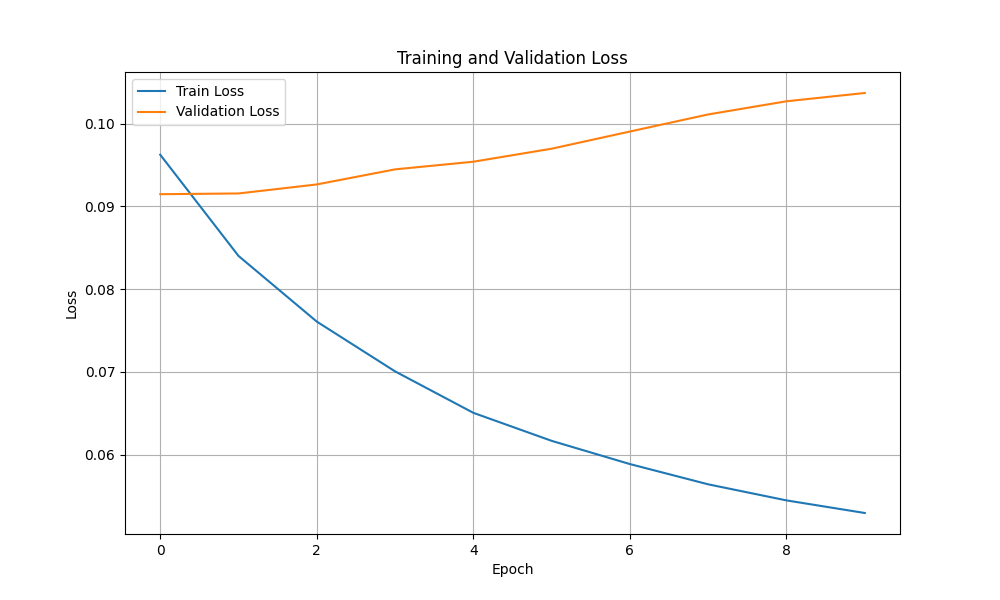 Training and Validation Loss
Train Loss
Validation Loss
0.10
0.09
0.08
0.07
0.06
Loss
0 2 4 6 8
Epoch